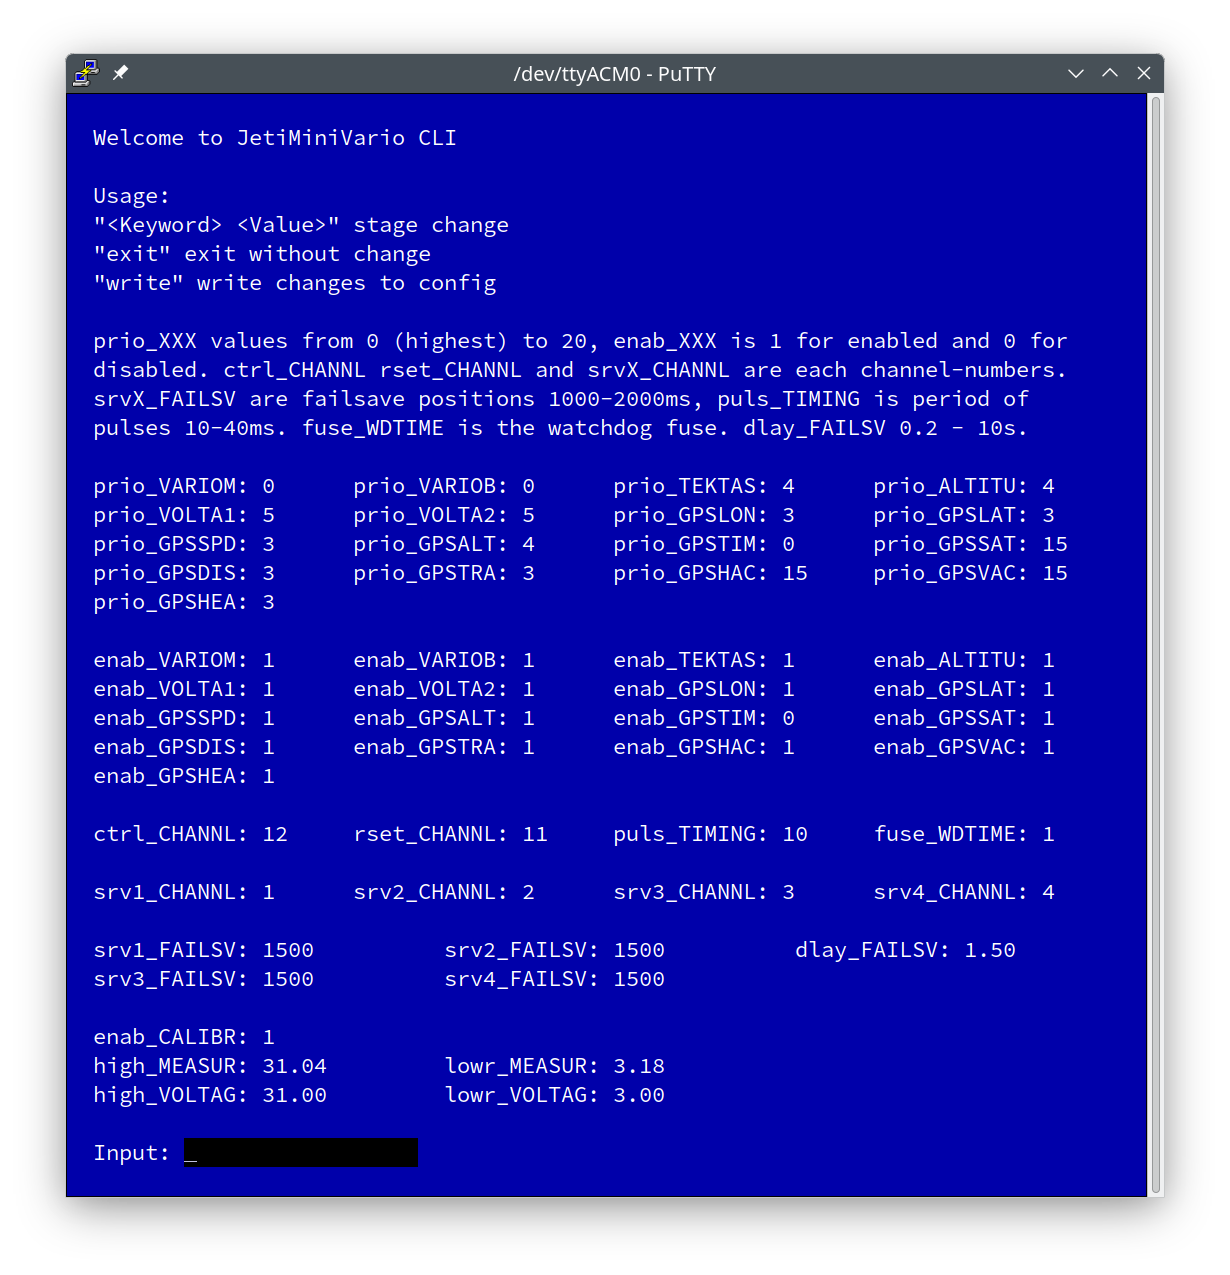 /dev/ttyACM0 - PuTTY
Welcome to JetiMiniVario CLI
Usage:
"<Keyword> <Value>" stage change
"exit" exit without change
"write" write changes to config
prio_XXX values from 0 (highest) to 20, enab_XXX is 1 for enabled and 0 for
disabled. ctrl_CHANNL rset_CHANNL and srvX_CHANNL are each channel-numbers.
srvX_FAILSV are failsave positions 1000-2000ms, puls_TIMING is period of
pulses 10-40ms. fuse_WDTIME is the watchdog fuse. dlay_FAILSV 0.2 - 10s.
prio_VARIOM: 0 prio_VARIOB: 0 prio_TEKTAS: 4 prio_ALTITU: 4
prio_VOLTA1: 5 prio_VOLTA2: 5 prio_GPSLON: 3 prio_GPSLAT: 3
prio_GPSSPD: 3 prio_GPSALT: 4 prio_GPSTIM: 0 prio_GPSSAT: 15
prio_GPSDIS: 3 prio_GPSTRA: 3 prio_GPSHAC: 15 prio_GPSVAC: 15
prio_GPSHEA: 3
enab_VARIOM: 1 enab_VARIOB: 1 enab_TEKTAS: 1 enab_ALTITU: 1
enab_VOLTA1: 1 enab_VOLTA2: 1 enab_GPSLON: 1 enab_GPSLAT: 1
enab_GPSSPD: 1 enab_GPSALT: 1 enab_GPSTIM: 0 enab_GPSSAT: 1
enab_GPSDIS: 1 enab_GPSTRA: 1 enab_GPSHAC: 1 enab_GPSVAC: 1
enab_GPSHEA: 1
ctrl_CHANNL: 12 rset_CHANNL: 11 puls_TIMING: 10 fuse_WDTIME: 1
srv1_CHANNL: 1 srv2_CHANNL: 2 srv3_CHANNL: 3 srv4_CHANNL: 4
srv1_FAILSV: 1500 srv2_FAILSV: 1500 dlay_FAILSV: 1.50
srv3_FAILSV: 1500 srv4_FAILSV: 1500
enab_CALIBR: 1
high_MEASUR: 31.04 lowr_MEASUR: 3.18
high_VOLTAG: 31.00 lowr_VOLTAG: 3.00
Input: _